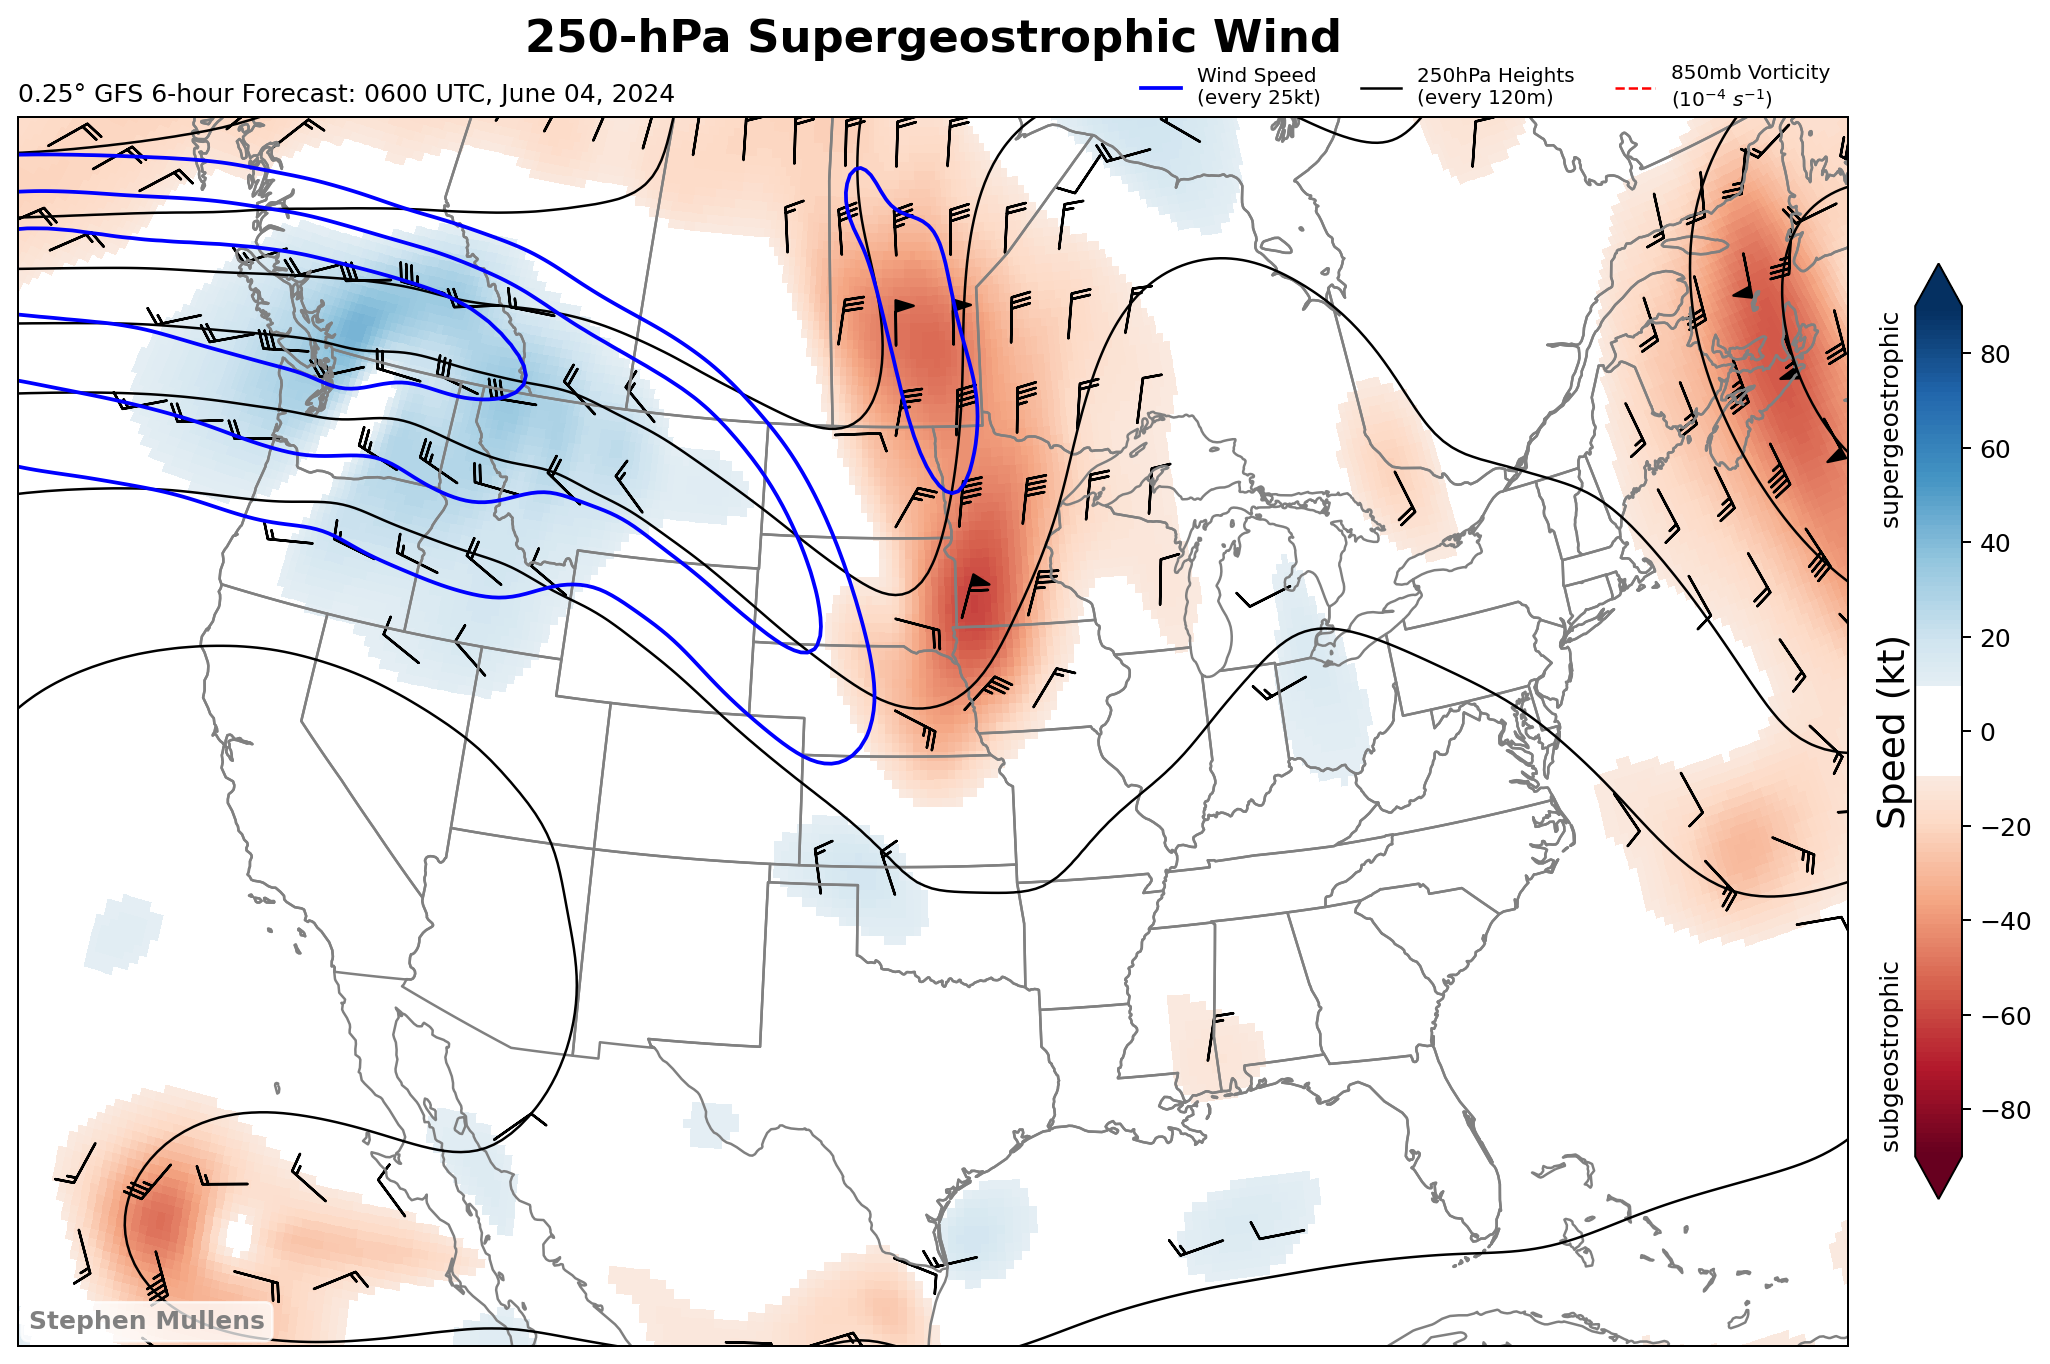 250-hPa Supergeostrophic Wind
0.25° GFS 6-hour Forecast: 0600 UTC, June 04, 2024
Wind Speed
(every 25kt)
250hPa Heights
(every 120m)
850mb Vorticity
(10⁻⁴ s⁻¹)
supergeostrophic
Speed (kt)
subgeostrophic
80
60
40
20
0
−20
−40
−60
−80
Stephen Mullens